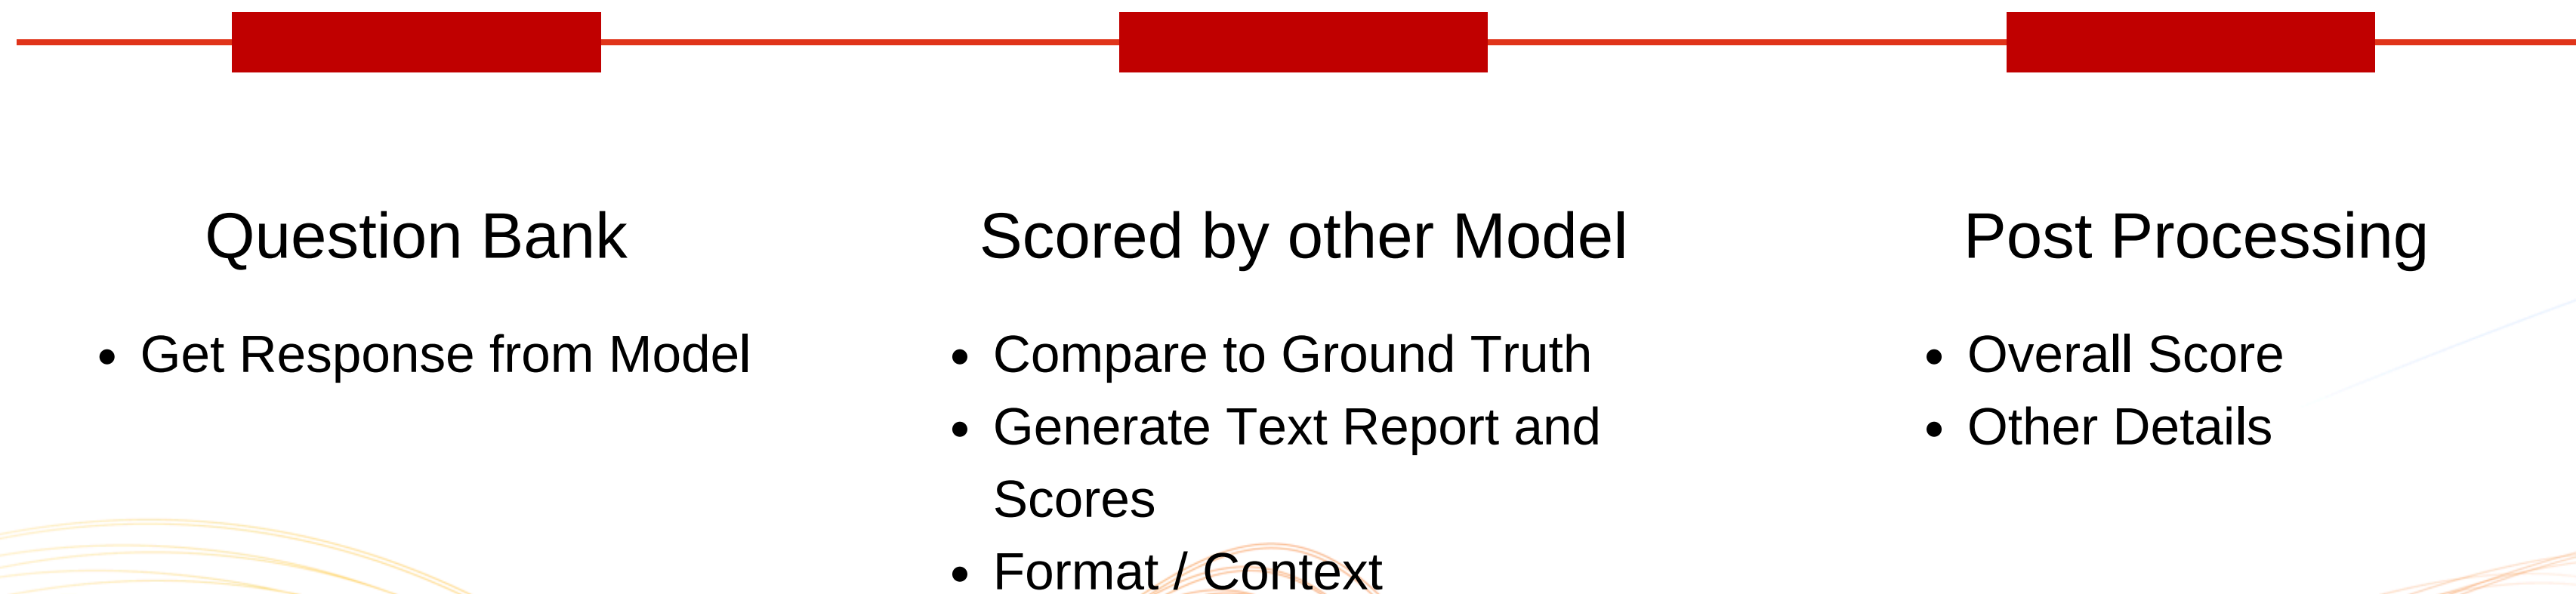 Question Bank
• Get Response from Model
Scored by other Model
• Compare to Ground Truth
• Generate Text Report and
Scores
• Format / Context
Post Processing
• Overall Score
• Other Details